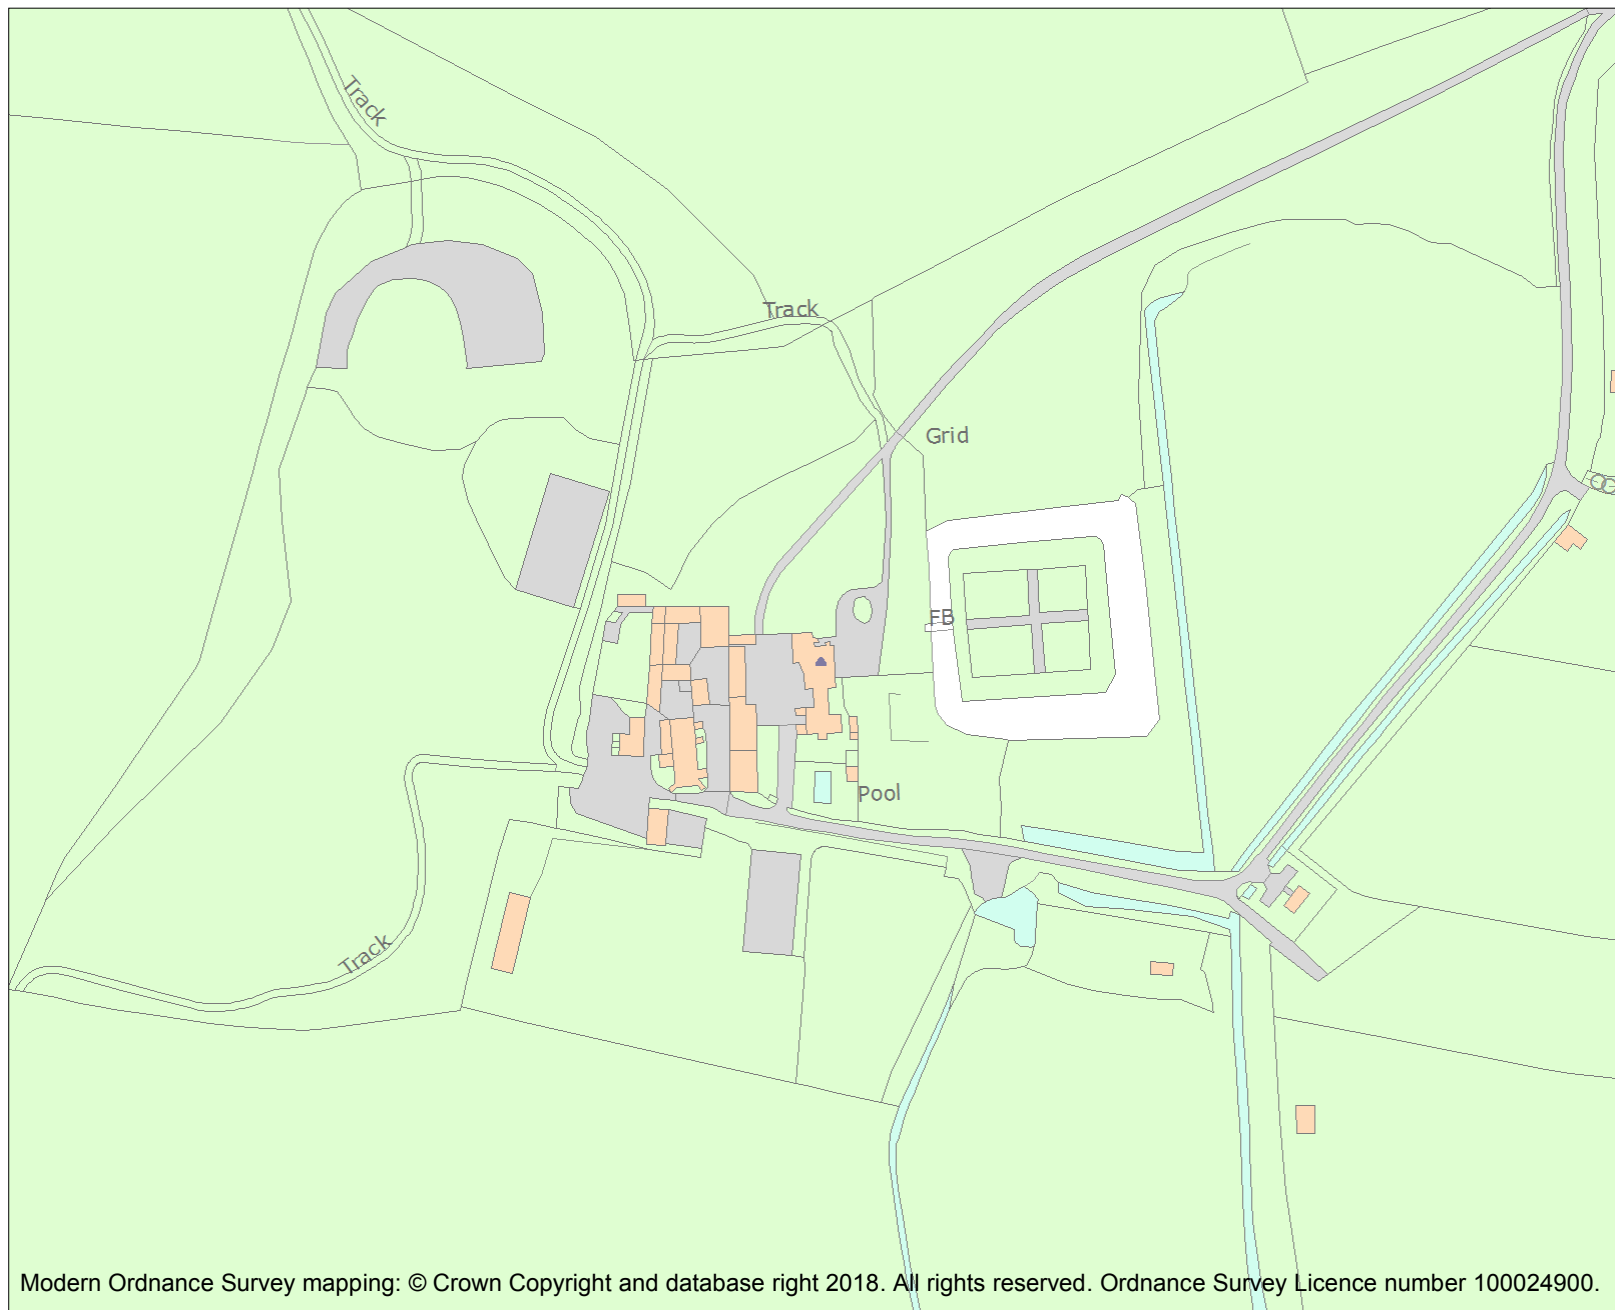 Track
Track
Grid
FB
Pool
Track
Modern Ordnance Survey mapping: © Crown Copyright and database right 2018. All rights reserved. Ordnance Survey Licence number 100024900.